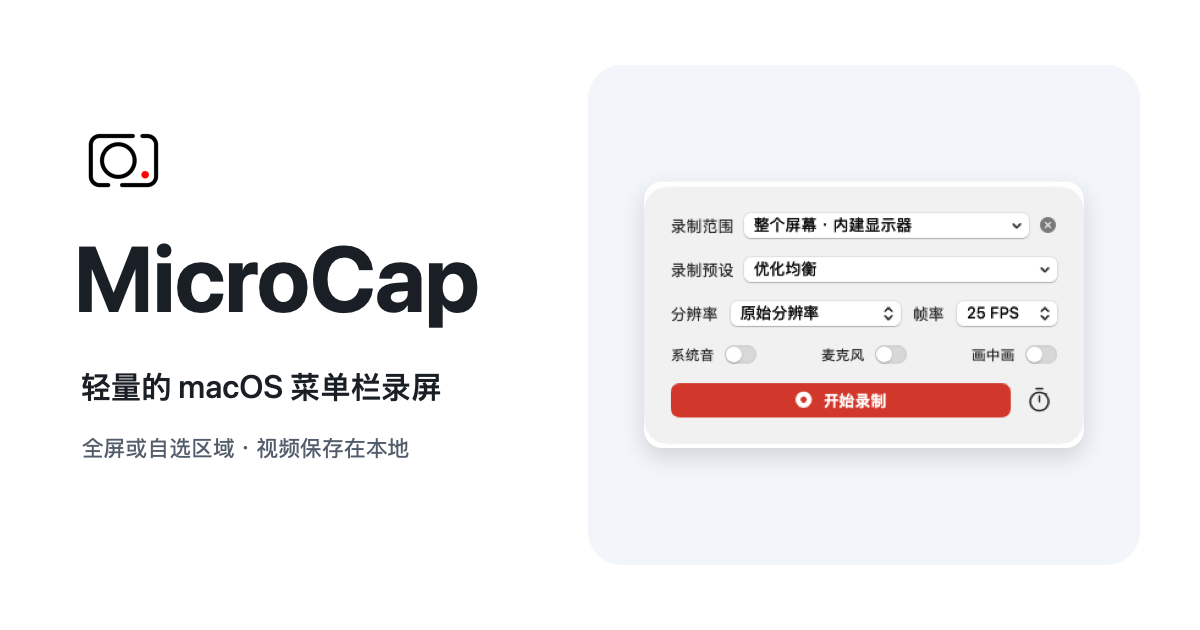 MicroCap
轻量的 macOS 菜单栏录屏
全屏或自选区域 · 视频保存在本地
录制范围 整个屏幕 · 内建显示器
录制预设 优化均衡
分辨率 原始分辨率 帧率 25 FPS
系统音 麦克风 画中画
开始录制